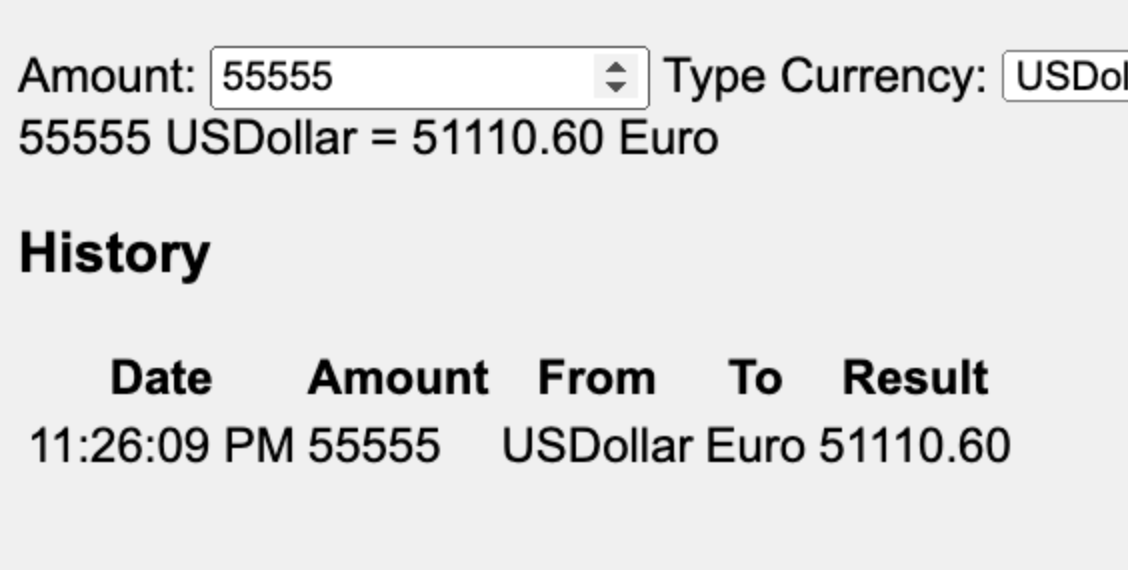 Amount: 55555 Type Currency: USDol
55555 USDollar = 51110.60 Euro
History
Date Amount From To Result
11:26:09 PM 55555 USDollar Euro 51110.60